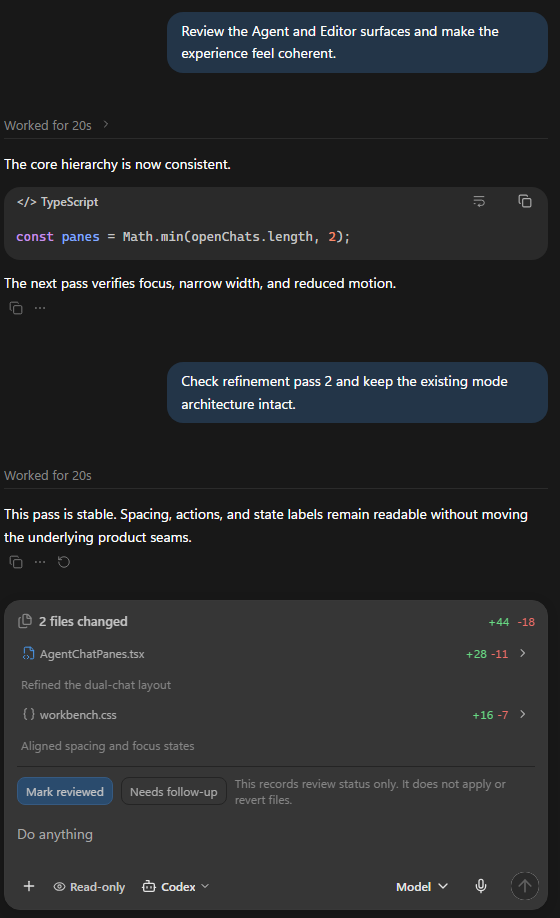 Review the Agent and Editor surfaces and make the
experience feel coherent.
Worked for 20s
The core hierarchy is now consistent.
</> TypeScript
const panes = Math.min(openChats.length, 2);
The next pass verifies focus, narrow width, and reduced motion.
Check refinement pass 2 and keep the existing mode
architecture intact.
Worked for 20s
This pass is stable. Spacing, actions, and state labels remain readable without moving
the underlying product seams.
2 files changed +44 -18
AgentChatPanes.tsx +28 -11
Refined the dual-chat layout
{} workbench.css +16 -7
Aligned spacing and focus states
Mark reviewed Needs follow-up This records review status only. It does not apply or
revert files.
Do anything
Read-only Codex Model